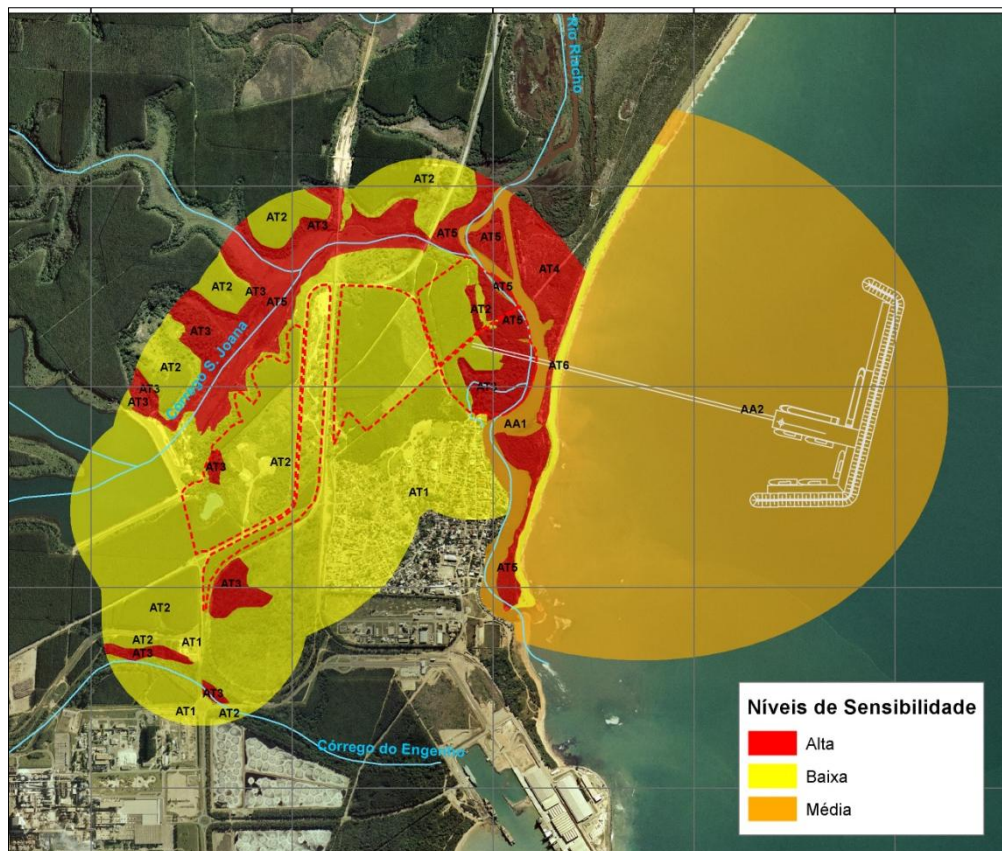 Rio Riacho
AT2
AT2
AT3
AT5
AT5
AT4
AT2
AT3
AT5
AT5
AT2
AT5
AT3
Córrego S. Joana
AT2
AT6
AT3
AT3
AA2
AA1
AT3
AT2
AT1
AT3
AT5
AT2
AT2
AT1
AT3
AT3
AT1
AT2
Córrego do Engenho
Níveis de Sensibilidade
Alta
Baixa
Média